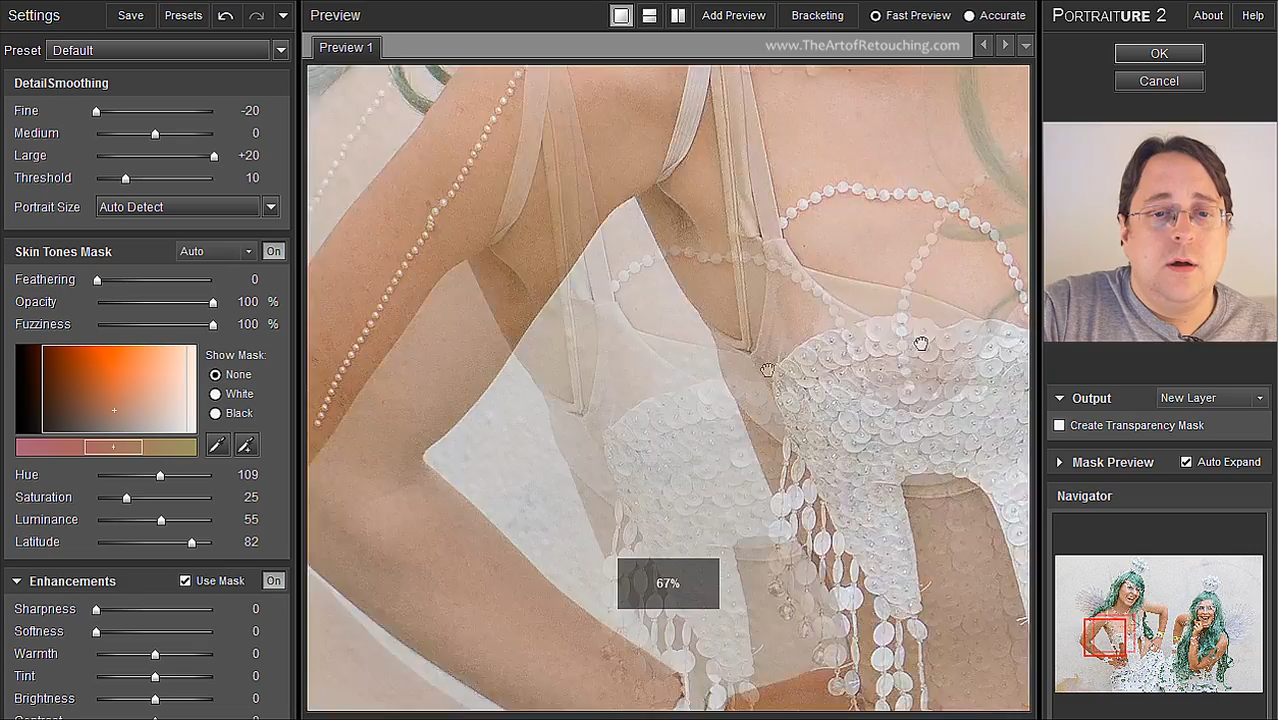 Settings
Save
Presets
Preset Default
DetailSmoothing
Fine -20
Medium 0
Large +20
Threshold 10
Portrait Size Auto Detect
Skin Tones Mask Auto On
Feathering 0
Opacity 100 %
Fuzziness 100 %
Show Mask:
None
White
Black
Hue 109
Saturation 25
Luminance 55
Latitude 82
Enhancements Use Mask On
Sharpness 0
Softness 0
Warmth 0
Tint 0
Brightness 0
Preview
Add Preview
Bracketing
Fast Preview
Accurate
Preview 1
www.TheArtofRetouching.com
67%
PORTRAITURE 2
About
Help
OK
Cancel
Output New Layer
Create Transparency Mask
Mask Preview Auto Expand
Navigator